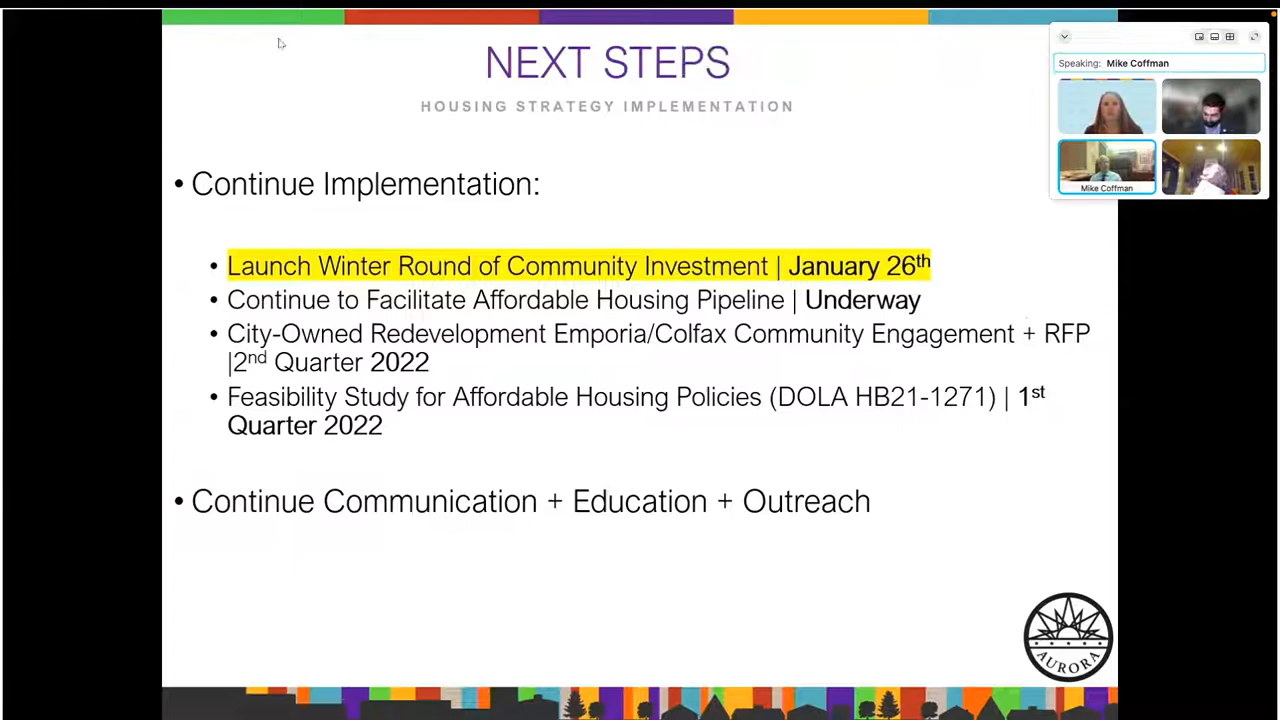 NEXT STEPS
HOUSING STRATEGY IMPLEMENTATION
Speaking: Mike Coffman
Mike Coffman
• Continue Implementation:
• Launch Winter Round of Community Investment | January 26th
• Continue to Facilitate Affordable Housing Pipeline | Underway
• City-Owned Redevelopment Emporia/Colfax Community Engagement + RFP
|2nd Quarter 2022
• Feasibility Study for Affordable Housing Policies (DOLA HB21-1271) | 1st
Quarter 2022
• Continue Communication + Education + Outreach
AURORA